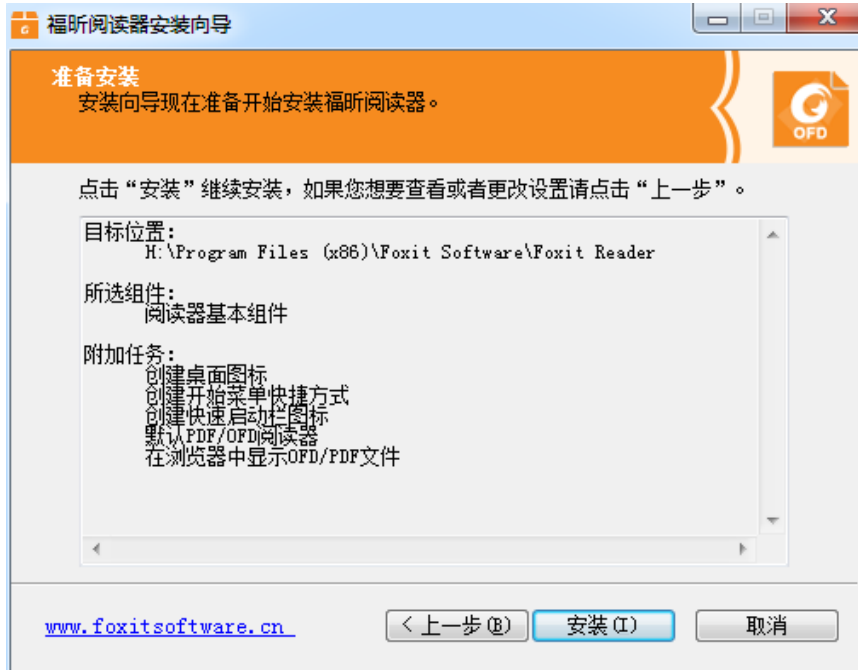 福昕阅读器安装向导
准备安装
安装向导现在准备开始安装福昕阅读器。
G
OFD
点击“安装”继续安装，如果您想要查看或者更改设置请点击“上一步”。
目标位置:
H:\Program Files (x86)\Foxit Software\Foxit Reader
所选组件:
阅读器基本组件
附加任务:
创建桌面图标
创建开始菜单快捷方式
创建快速启动栏图标
默认PDF/OFD阅读器
在浏览器中显示OFD/PDF文件
www.foxitsoftware.cn
< 上一步(B)
安装(I)
取消